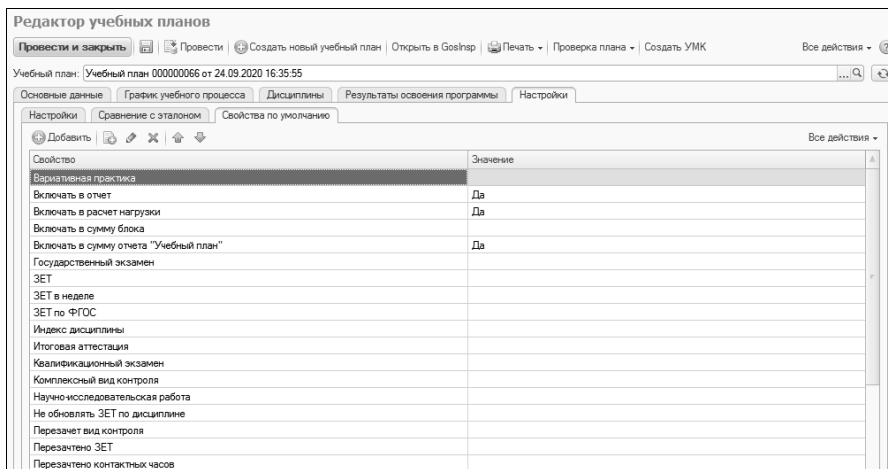 Редактор учебных планов
Провести и закрыть Провести Создать новый учебный план Открыть в GosInsp Печать Проверка плана Создать УМК Все действия
Учебный план: Учебный план 000000066 от 24.09.2020 16:35:55 ...
Основные данные График учебного процесса Дисциплины Результаты освоения программы Настройки
Настройки Сравнение с эталоном Свойства по умолчанию
Добавить Все действия
Свойство Значение
Вариативная практика
Включать в отчет Да
Включать в расчет нагрузки Да
Включать в сумму блока
Включать в сумму отчета "Учебный план" Да
Государственный экзамен
ЗЕТ
ЗЕТ в неделе
ЗЕТ по ФГОС
Индекс дисциплины
Итоговая аттестация
Квалификационный экзамен
Комплексный вид контроля
Научно-исследовательская работа
Не обновлять ЗЕТ по дисциплине
Перезачет вид контроля
Перезачтено ЗЕТ
Перезачтено контактных часов